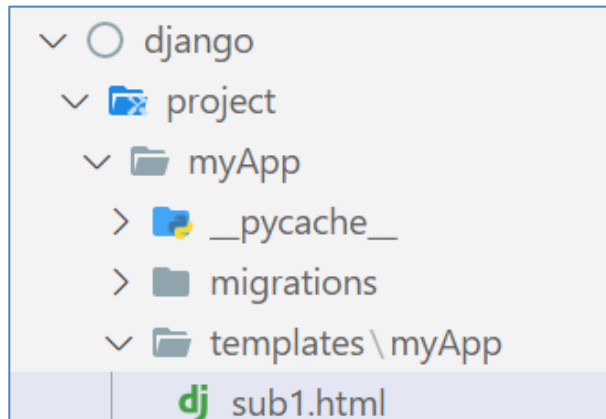 django
project
myApp
__pycache__
migrations
templates\myApp
dj sub1.html